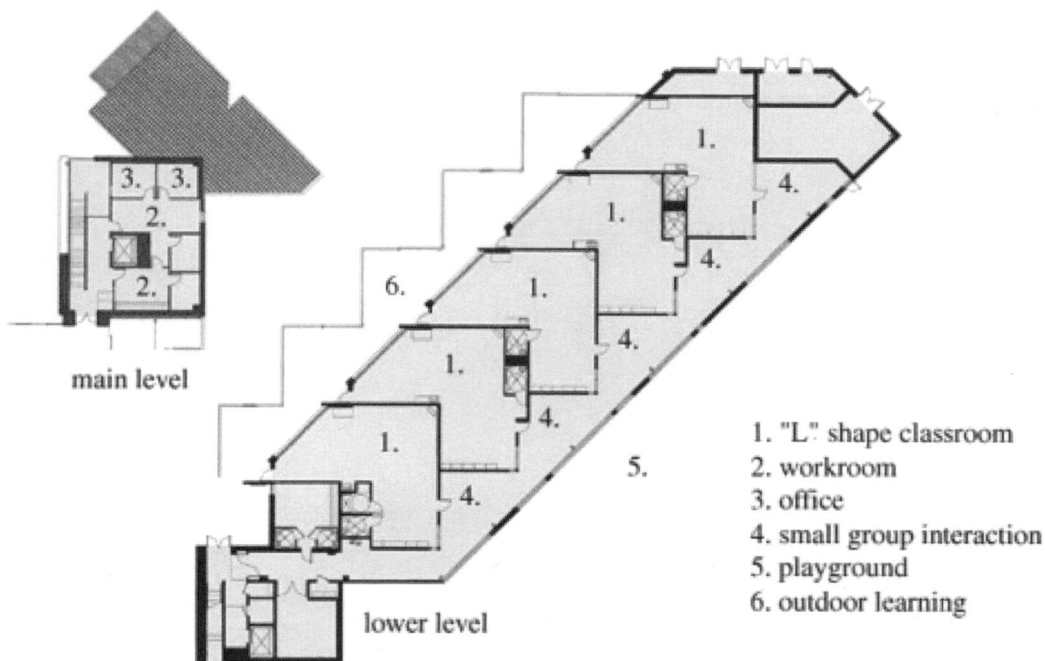 3. 3.
2.
2.
main level
1.
4.
1.
4.
6.
1.
4.
1.
4.
1.
5.
4.
lower level
1. "L" shape classroom
2. workroom
3. office
4. small group interaction
5. playground
6. outdoor learning